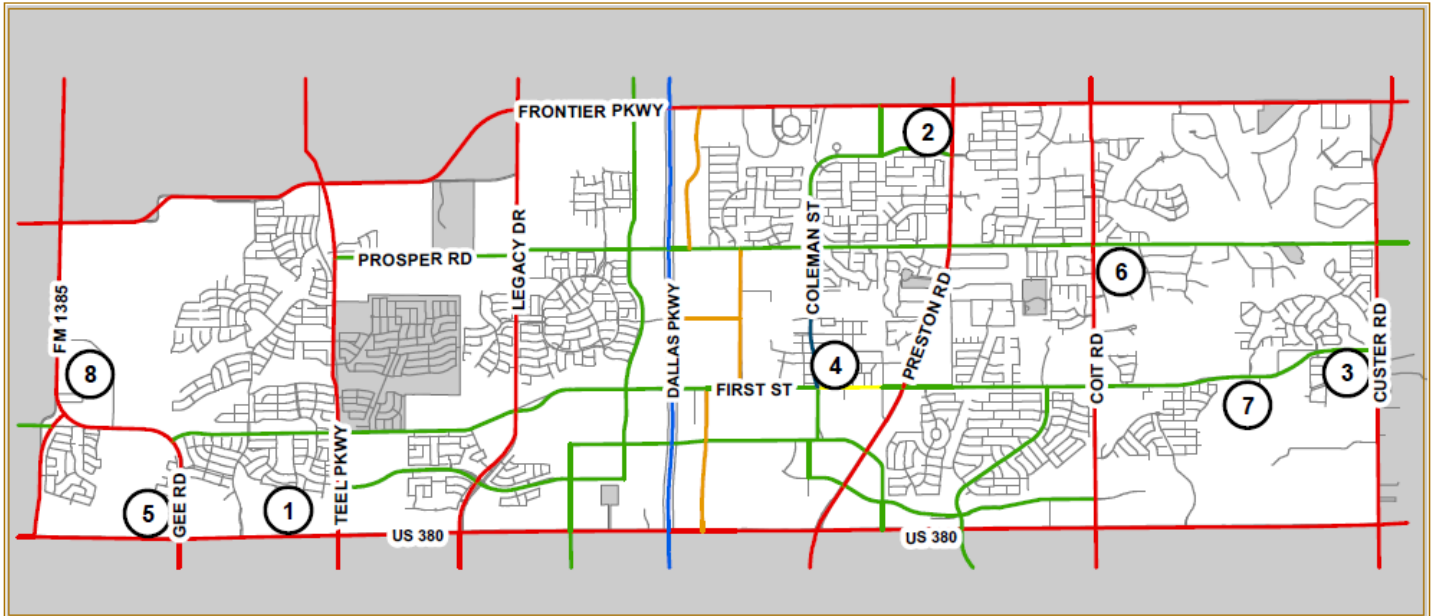 FRONTIER PKWY
2
COLEMAN ST
LEGACY DR
PROSPER RD
6
FM 1385
DALLAS PKWY
PRESTON RD
COIT RD
CUSTER RD
8
4
3
FIRST ST
7
TEEL PKWY
GEE RD
5
1
US 380
US 380